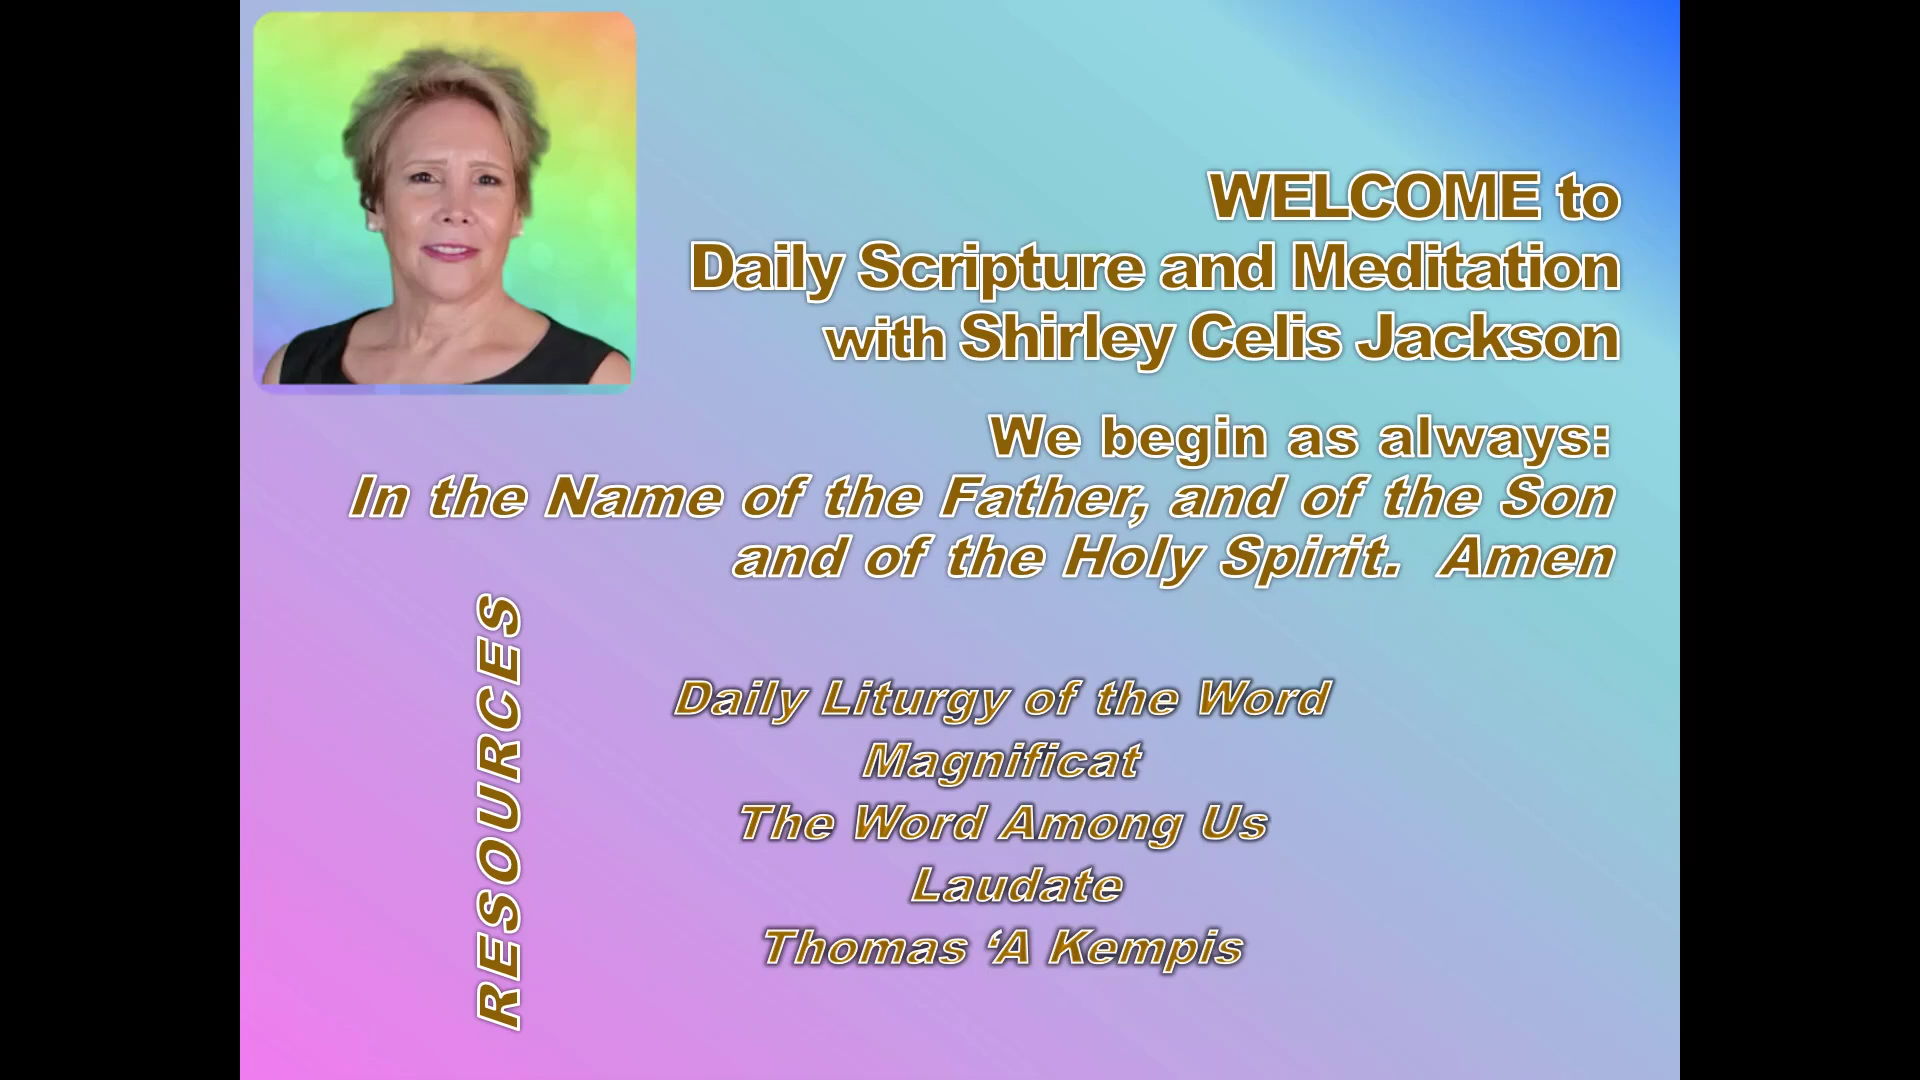 WELCOME to
Daily Scripture and Meditation
with Shirley Celis Jackson
We begin as always:
In the Name of the Father, and of the Son
and of the Holy Spirit.  Amen
RESOURCES
Daily Liturgy of the Word
Magnificat
The Word Among Us
Laudate
Thomas ‘A Kempis